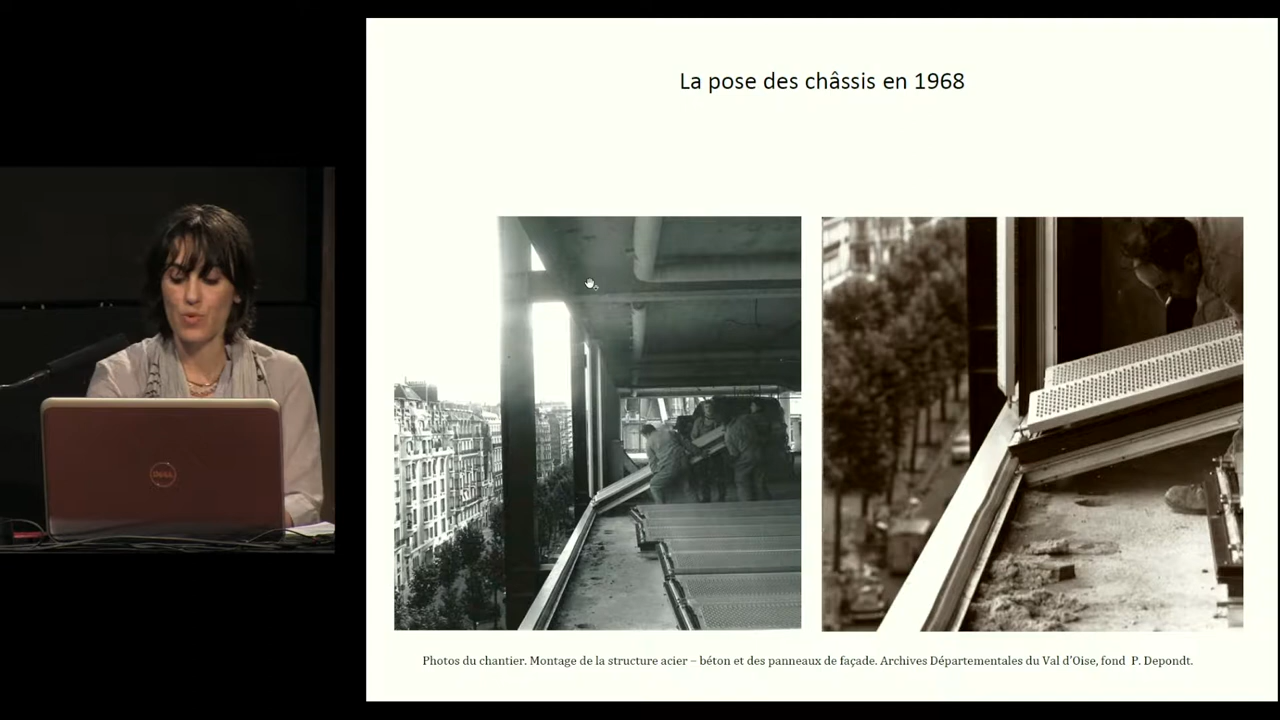 La pose des châssis en 1968
Photos du chantier. Montage de la structure acier – béton et des panneaux de façade. Archives Départementales du Val d'Oise, fond P. Depondt.
DELL